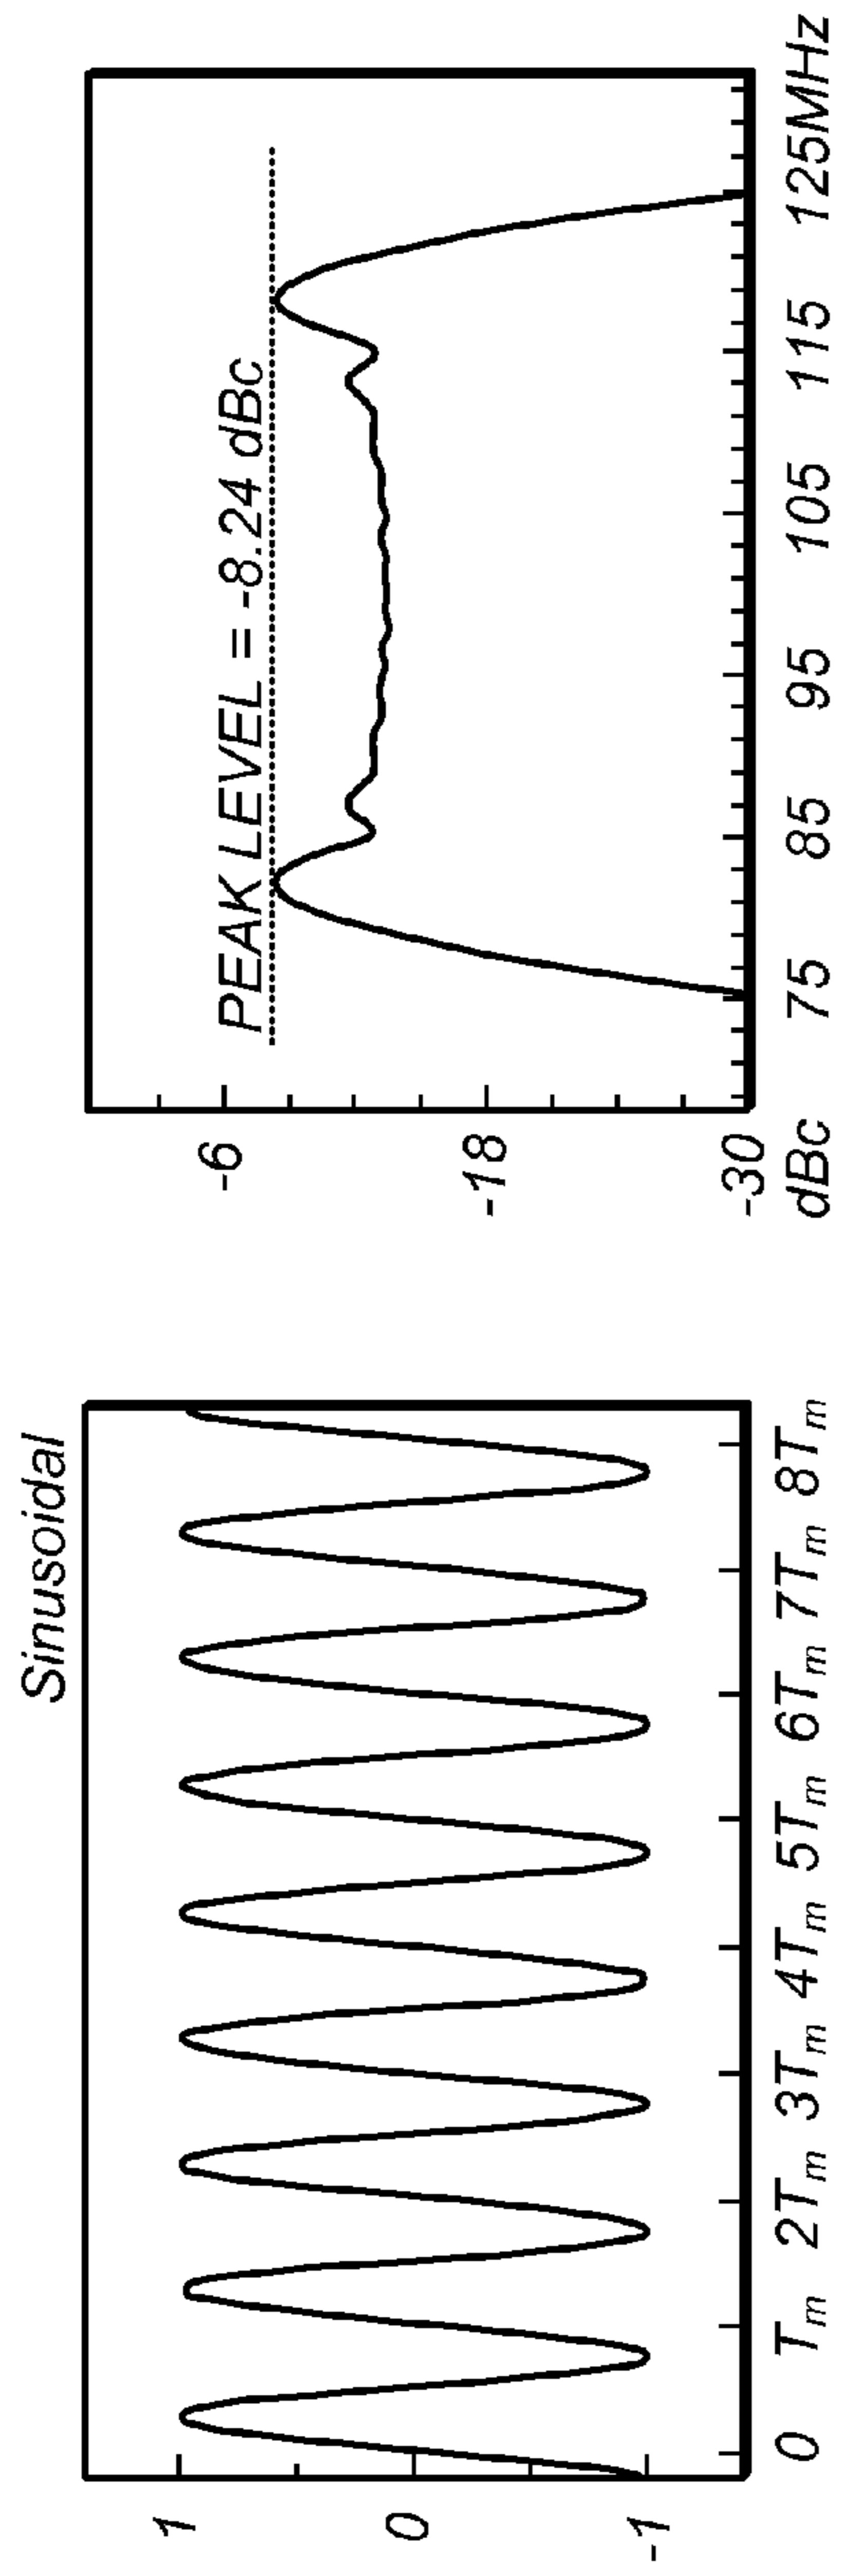 Sinusoidal
1
0
-1
0 Tm 2Tm 3Tm 4Tm 5Tm 6Tm 7Tm 8Tm
PEAK LEVEL = -8.24 dBc
-6
-18
-30
dBc 75 85 95 105 115 125MHz